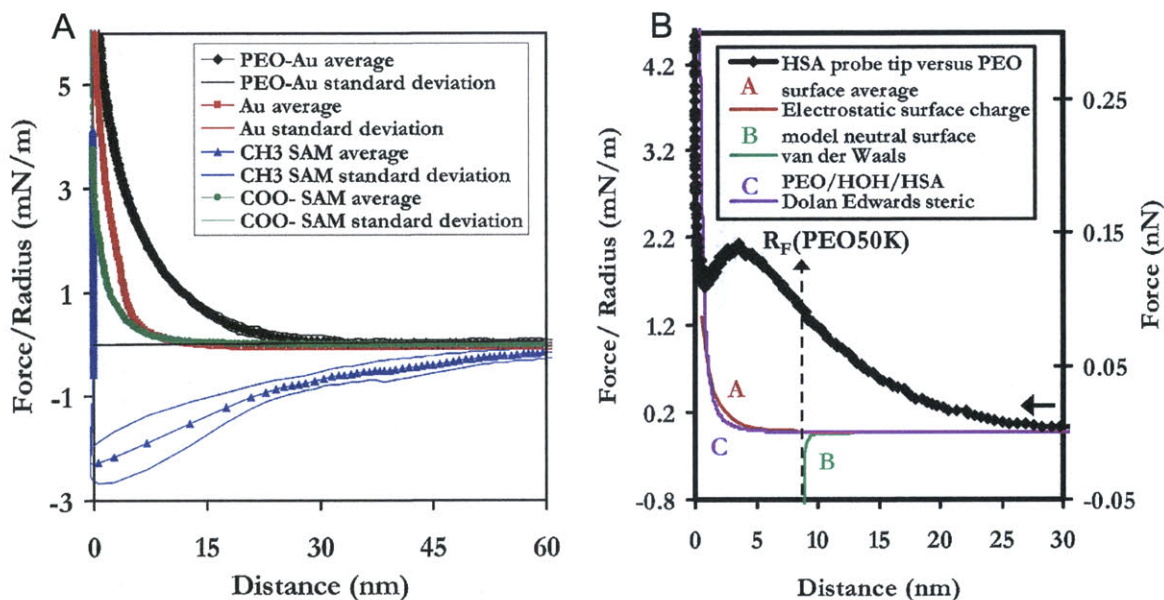 A
5
3
1
-1
-3
Force/Radius (mN/m)
PEO-Au average
PEO-Au standard deviation
Au average
Au standard deviation
CH3 SAM average
CH3 SAM standard deviation
COO- SAM average
COO- SAM standard deviation
0 15 30 45 60
Distance (nm)
B
4.2
3.2
2.2
1.2
0.2
-0.8
Force/ Radius (mN/m)
HSA probe tip versus PEO
A surface average
Electrostatic surface charge
B model neutral surface
van der Waals
C PEO/HOH/HSA
Dolan Edwards steric
RF(PEO50K)
A
C
B
0.25
0.15
0.05
-0.05
Force (nN)
0 5 10 15 20 25 30
Distance (nm)